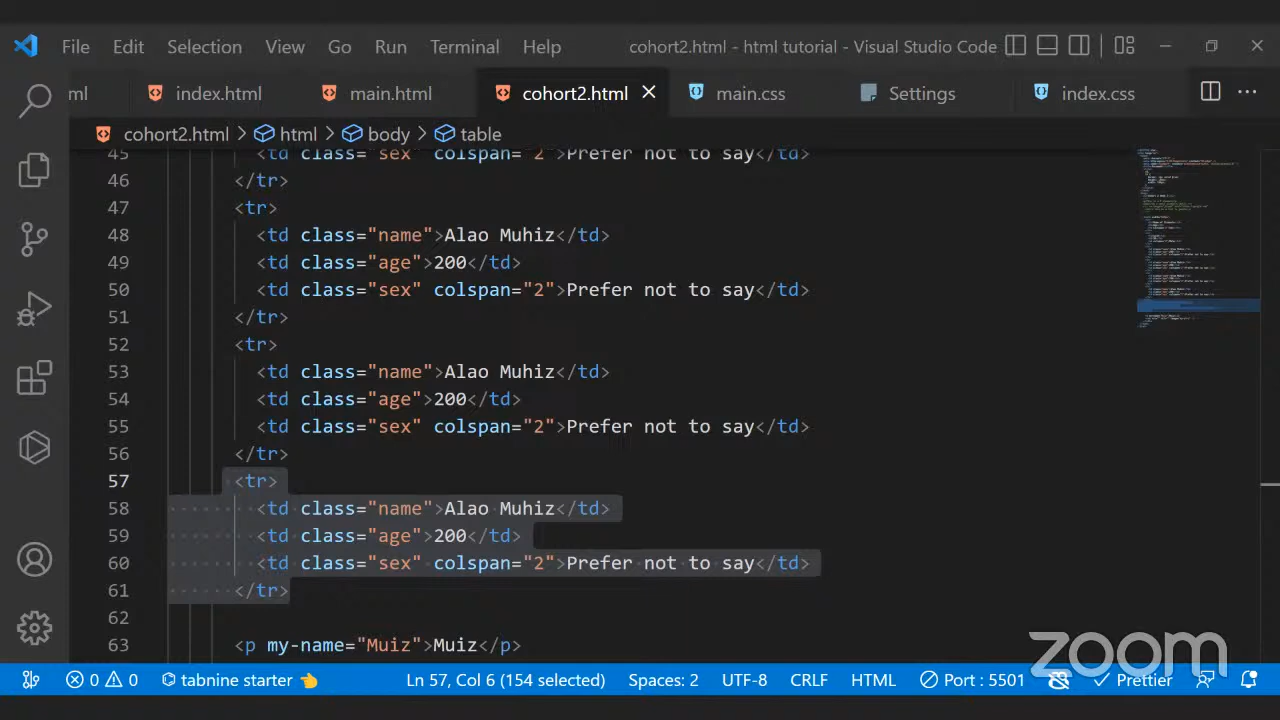 File Edit Selection View Go Run Terminal Help cohort2.html - html tutorial - Visual Studio Code
ml index.html main.html cohort2.html main.css Settings index.css
cohort2.html > html > body > table
45 <td class="sex" colspan="2">Prefer not to say</td>
46 </tr>
47 <tr>
48 <td class="name">Alao Muhiz</td>
49 <td class="age">200</td>
50 <td class="sex" colspan="2">Prefer not to say</td>
51 </tr>
52 <tr>
53 <td class="name">Alao Muhiz</td>
54 <td class="age">200</td>
55 <td class="sex" colspan="2">Prefer not to say</td>
56 </tr>
57 <tr>
58 <td class="name">Alao Muhiz</td>
59 <td class="age">200</td>
60 <td class="sex" colspan="2">Prefer not to say</td>
61 </tr>
62
63 <p my-name="Muiz">Muiz</p>
zoom
0 0 tabnine starter Ln 57, Col 6 (154 selected) Spaces: 2 UTF-8 CRLF HTML Port : 5501 Prettier